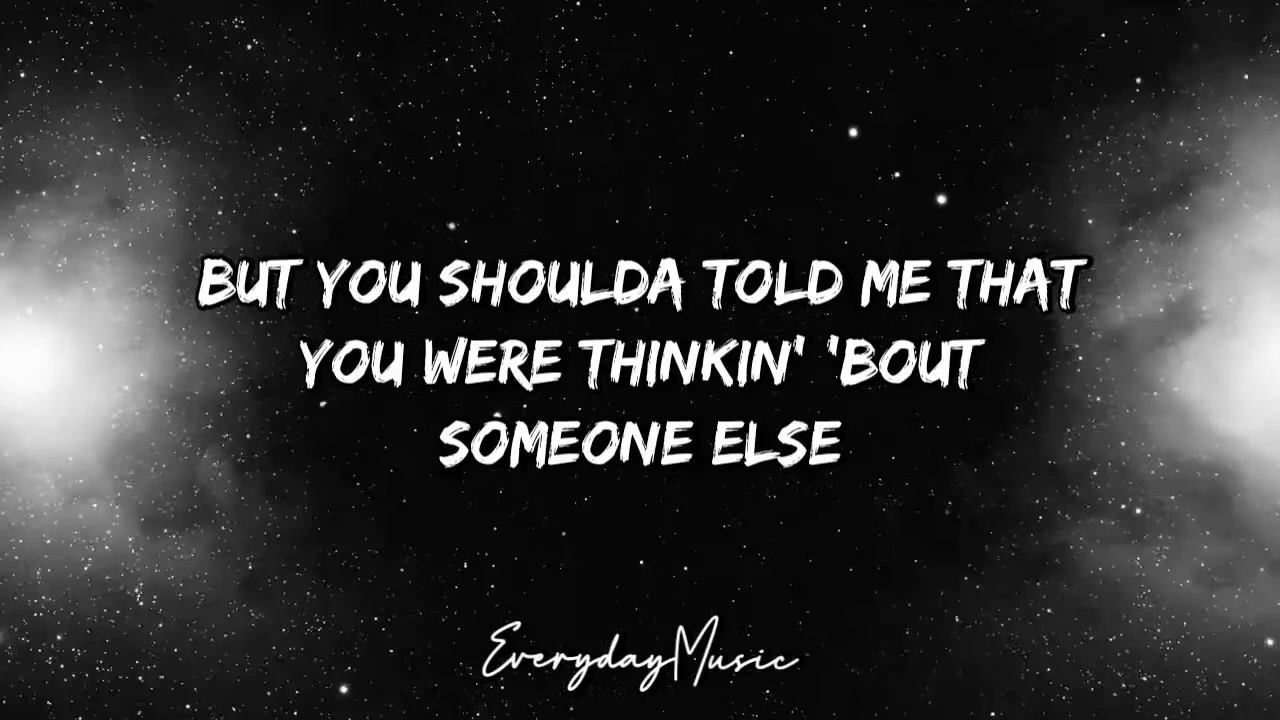 BUT YOU SHOULDA TOLD ME THAT
YOU WERE THINKIN' 'BOUT
SOMEONE ELSE
EverydayMusic